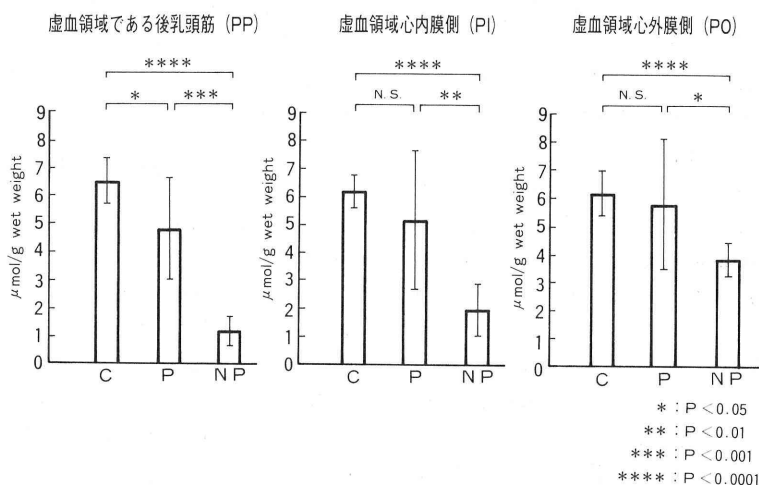 虚血領域である後乳頭筋 (PP)
****
*
***
μmol/g wet weight
9
8
7
6
5
4
3
2
1
0
C
P
N P
虚血領域心内膜側 (PI)
****
N. S.
**
μmol/g wet weight
9
8
7
6
5
4
3
2
1
0
C
P
N P
虚血領域心外膜側 (PO)
****
N. S.
*
μmol/g wet weight
9
8
7
6
5
4
3
2
1
0
C
P
N P
* : P <0.05
** : P <0.01
*** : P <0.001
**** : P <0.0001